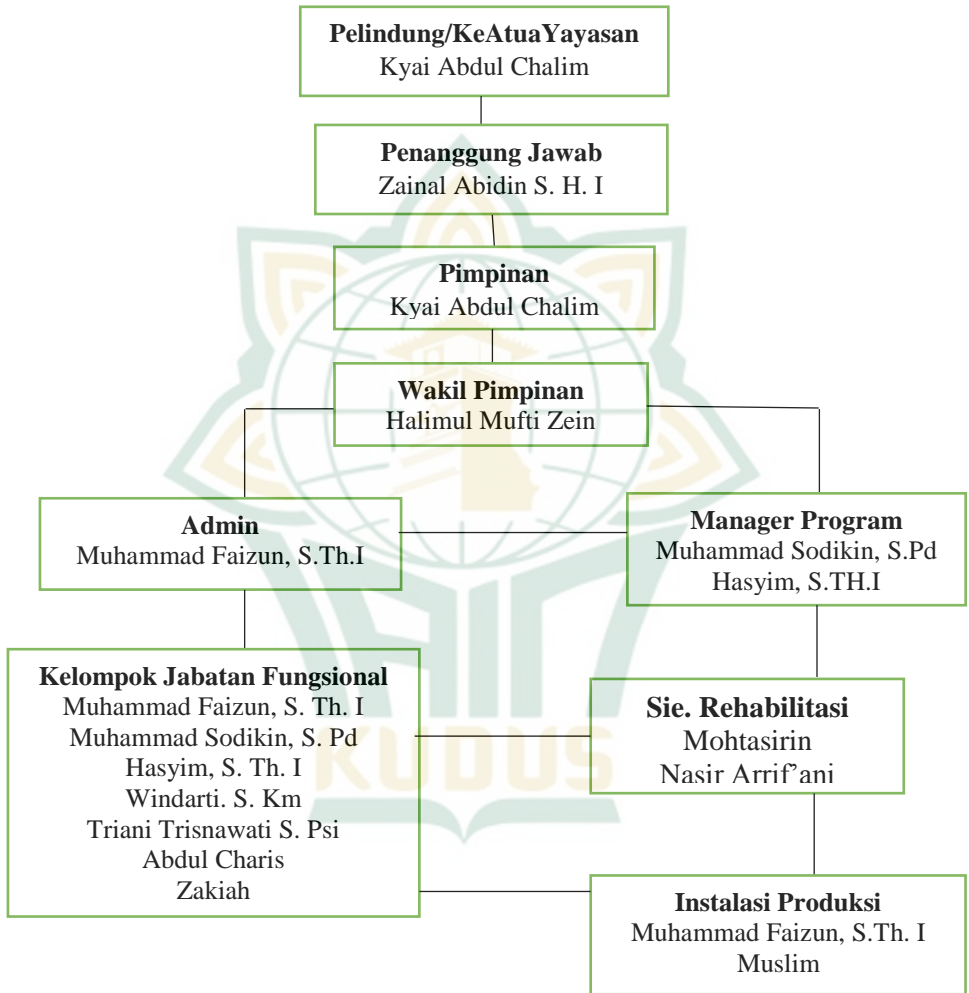 Pelindung/KeAtuaYayasan
Kyai Abdul Chalim
Penanggung Jawab
Zainal Abidin S. H. I
Pimpinan
Kyai Abdul Chalim
Wakil Pimpinan
Halimul Mufti Zein
Admin
Muhammad Faizun, S.Th.I
Manager Program
Muhammad Sodikin, S.Pd
Hasyim, S.TH.I
Kelompok Jabatan Fungsional
Muhammad Faizun, S. Th. I
Muhammad Sodikin, S. Pd
Hasyim, S. Th. I
Windarti. S. Km
Triani Trisnawati S. Psi
Abdul Charis
Zakiah
Sie. Rehabilitasi
Mohtasirin
Nasir Arrif’ani
Instalasi Produksi
Muhammad Faizun, S.Th. I
Muslim
KUDUS